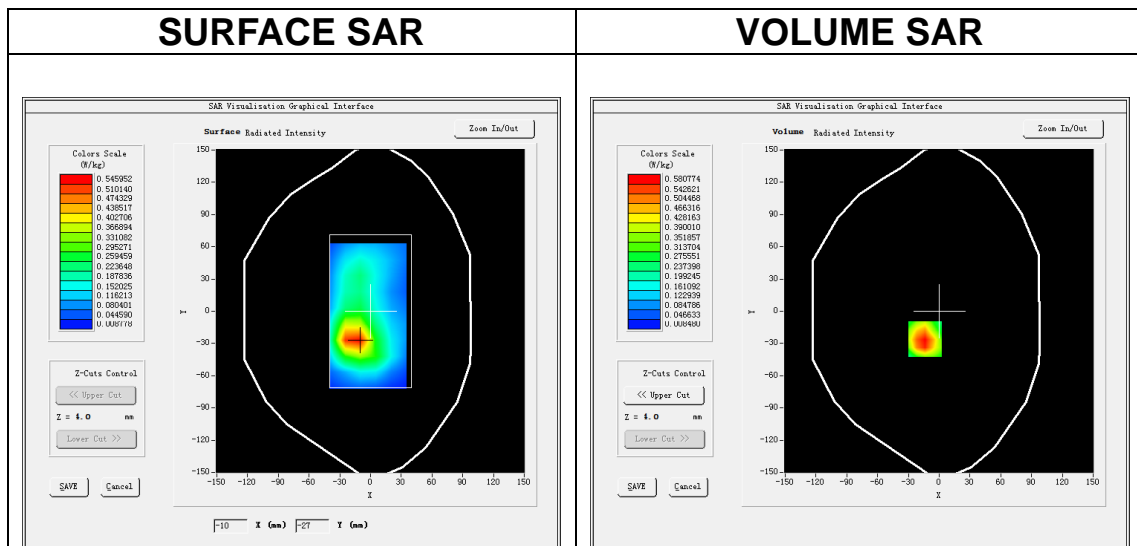 SURFACE SAR
VOLUME SAR
SAR Visualisation Graphical Interface
Surface Radiated Intensity
Zoom In/Out
Colors Scale
(W/kg)
0.545952
0.510140
0.474329
0.438517
0.402706
0.366894
0.331082
0.295271
0.259459
0.223648
0.187836
0.152025
0.116213
0.080401
0.044590
0.008778
150
120
90
60
30
0
-30
-60
-90
-120
-150
Y
-150 -120 -90 -60 -30 0 30 60 90 120 150
X
Z-Cuts Control
<< Upper Cut
Z = 4.0 mm
Lower Cut >>
SAVE Cancel
-10 X (mm) -27 Y (mm)
SAR Visualisation Graphical Interface
Volume Radiated Intensity
Zoom In/Out
Colors Scale
(W/kg)
0.580774
0.542621
0.504468
0.466316
0.428163
0.390010
0.351857
0.313704
0.275551
0.237398
0.199245
0.161092
0.122939
0.084786
0.046633
0.008480
150
120
90
60
30
0
-30
-60
-90
-120
-150
Y
-150 -120 -90 -60 -30 0 30 60 90 120 150
X
Z-Cuts Control
<< Upper Cut
Z = 4.0 mm
Lower Cut >>
SAVE Cancel